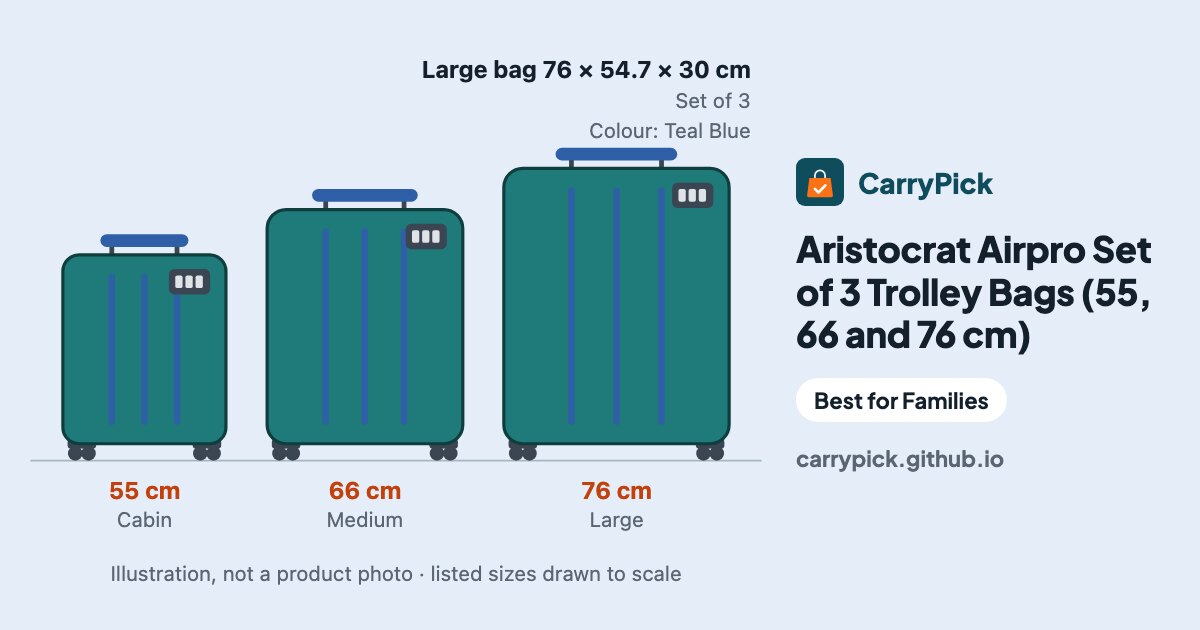 Large bag 76 × 54.7 × 30 cm
Set of 3
Colour: Teal Blue
55 cm
Cabin
66 cm
Medium
76 cm
Large
Illustration, not a product photo · listed sizes drawn to scale
CarryPick
Aristocrat Airpro Set
of 3 Trolley Bags (55,
66 and 76 cm)
Best for Families
carrypick.github.io